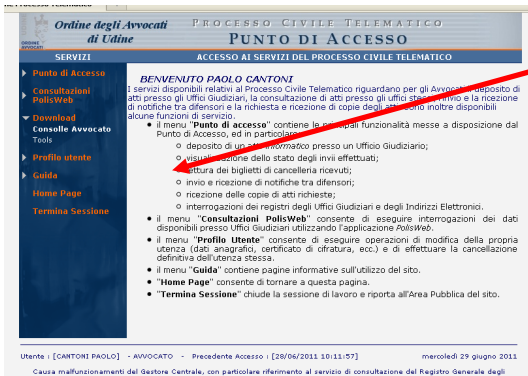 Ordine degli Avvocati
di Udine
ORDINE
AVVOCATI
PROCESSO CIVILE TELEMATICO
PUNTO DI ACCESSO
SERVIZI
ACCESSO AI SERVIZI DEL PROCESSO CIVILE TELEMATICO
Punto di Accesso
Consultazioni
PolisWeb
Download
Consolle Avvocato
Tools
Profilo utente
Guida
Home Page
Termina Sessione
BENVENUTO PAOLO CANTONI
I servizi disponibili relativi al Processo Civile Telematico riguardano per gli Avvocati il deposito di
atti presso gli Uffici Giudiziari, la consultazione di atti presso gli uffici stessi, l'invio e la ricezione
di notifiche tra difensori e la richiesta e ricezione di copie degli atti. Sono inoltre disponibili
alcune funzioni di servizio.
• il menu "Punto di accesso" contiene le principali funzionalità messe a disposizione dal
Punto di Accesso, ed in particolare:
o deposito di un atto informatico presso un Ufficio Giudiziario;
o visualizzazione dello stato degli invii effettuati;
o lettura dei biglietti di cancelleria ricevuti;
o invio e ricezione di notifiche tra difensori;
o ricezione delle copie di atti richieste;
o interrogazioni dei registri degli Uffici Giudiziari e degli Indirizzi Elettronici.
• il menu "Consultazioni PolisWeb" consente di eseguire interrogazioni dei dati
disponibili presso Uffici Giudiziari utilizzando l'applicazione PolisWeb.
• il menu "Profilo Utente" consente di eseguire operazioni di modifica della propria
utenza (dati anagrafici, certificato di cifratura, ecc.) e di effettuare la cancellazione
definitiva dell'utenza stessa.
• il menu "Guida" contiene pagine informative sull'utilizzo del sito.
• "Home Page" consente di tornare a questa pagina.
• "Termina Sessione" chiude la sessione di lavoro e riporta all'Area Pubblica del sito.
Utente : [CANTONI PAOLO] - AVVOCATO - Precedente Accesso : [28/06/2011 10:11:57] mercoledì 29 giugno 2011
Causa malfunzionamenti del Gestore Centrale, con particolare riferimento al servizio di consultazione del Registro Generale degli